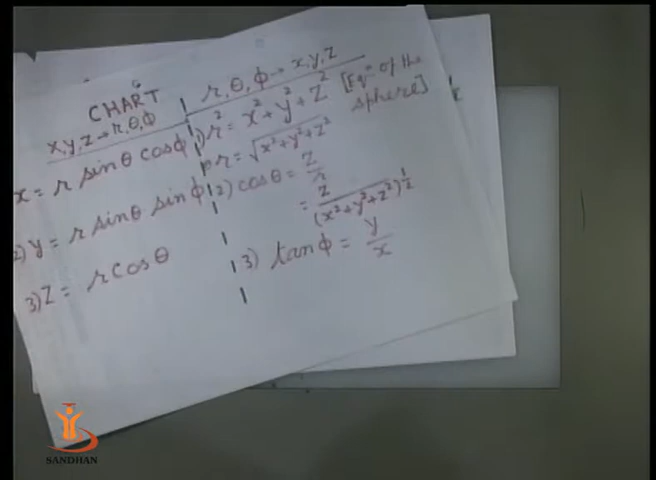 CHART
x,y,z → r,θ,φ
x = r sinθ cosφ
2) y = r sinθ sinφ
3) z = r cosθ
r,θ,φ → x,y,z
1) r² = x² + y² + z² [Eqⁿ of the sphere]
r = √x²+y²+z²
2) cosθ = z/r
= z/(x²+y²+z²)^½
3) tanφ = y/x
SANDHAN